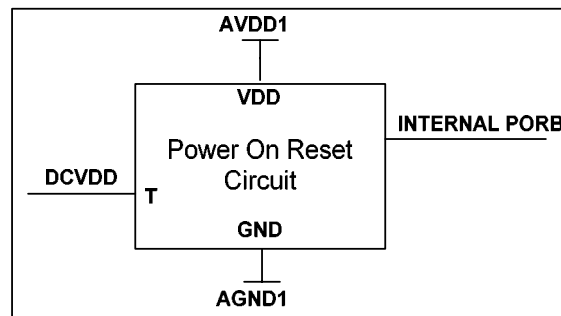 AVDD1
VDD
INTERNAL PORB
Power On Reset
Circuit
DCVDD
T
GND
AGND1